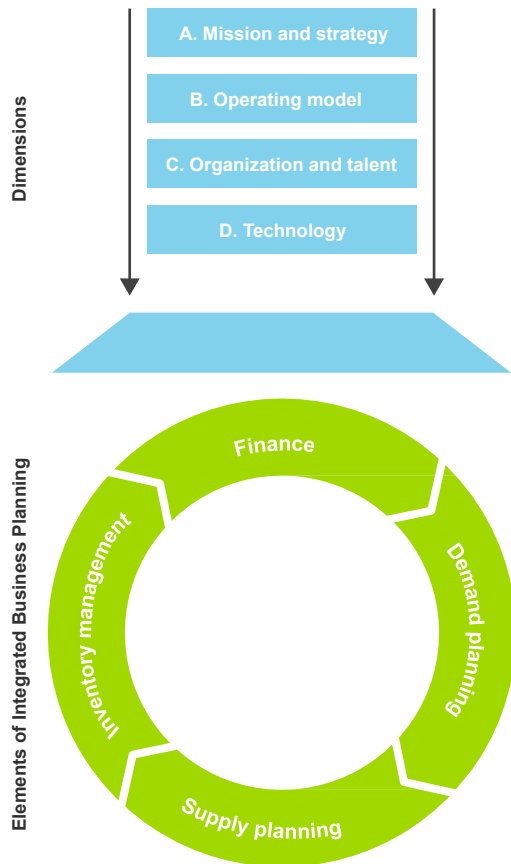 Dimensions
A. Mission and strategy
B. Operating model
C. Organization and talent
D. Technology
Elements of Integrated Business Planning
Finance
Demand planning
Supply planning
Inventory management